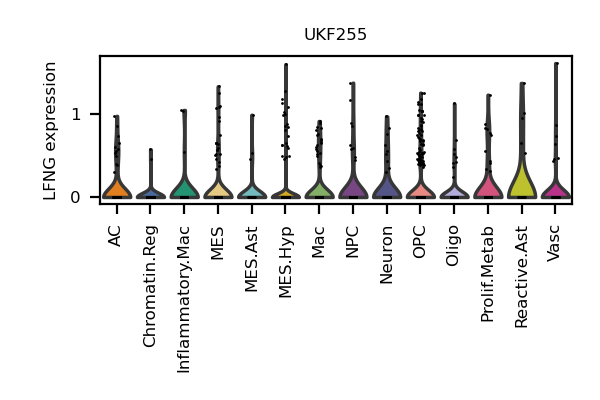 UKF255
LFNG expression
1
0
AC
Chromatin.Reg
Inflammatory.Mac
MES
MES.Ast
MES.Hyp
Mac
NPC
Neuron
OPC
Oligo
Prolif.Metab
Reactive.Ast
Vasc